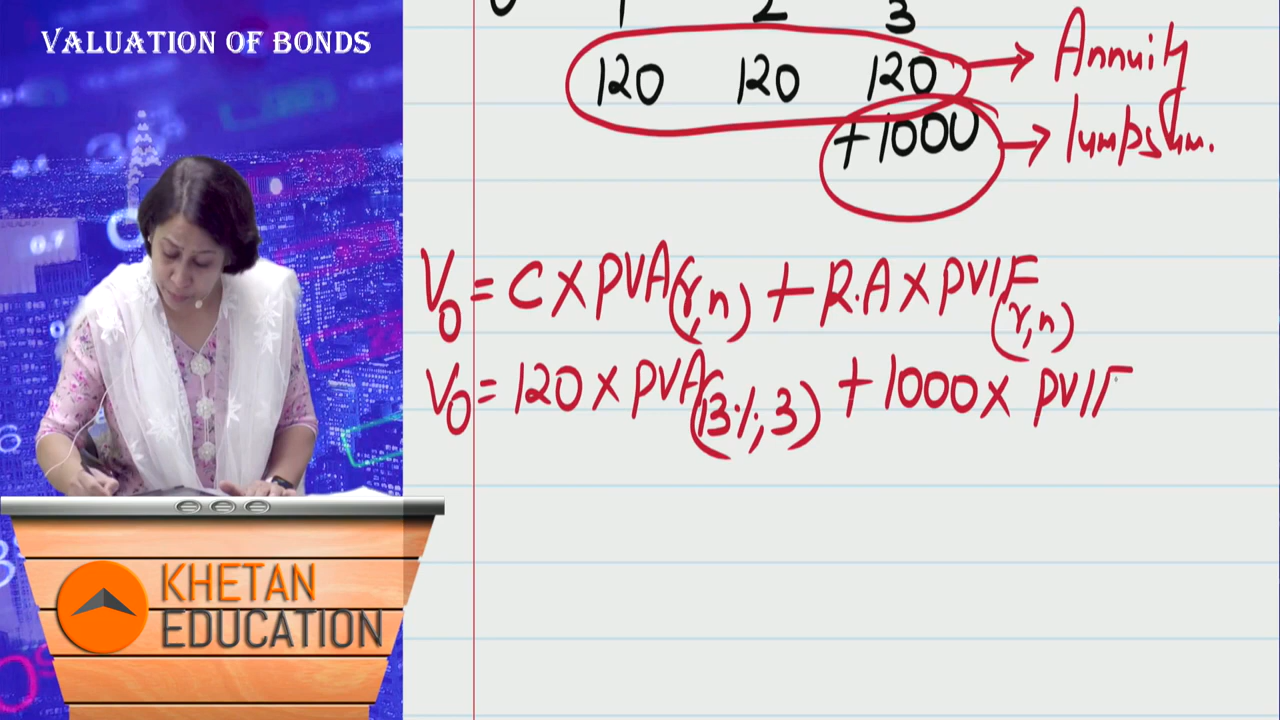 VALUATION OF BONDS
1 2 3
120 120 120 → Annuity
+1000 → lumpsum.
V0 = C × PVA(r,n) + R.A × PVIF(r,n)
V0 = 120 × PVA(13%,3) + 1000 × PVIF
KHETAN
EDUCATION